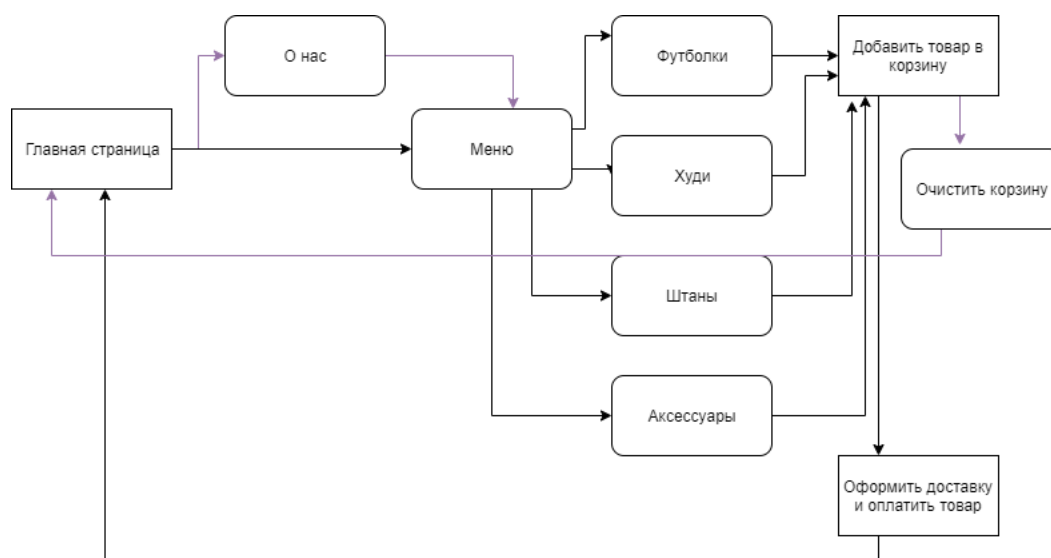 О нас
Футболки
Добавить товар в
корзину
Главная страница
Меню
Худи
Очистить корзину
Штаны
Аксессуары
Оформить доставку
и оплатить товар